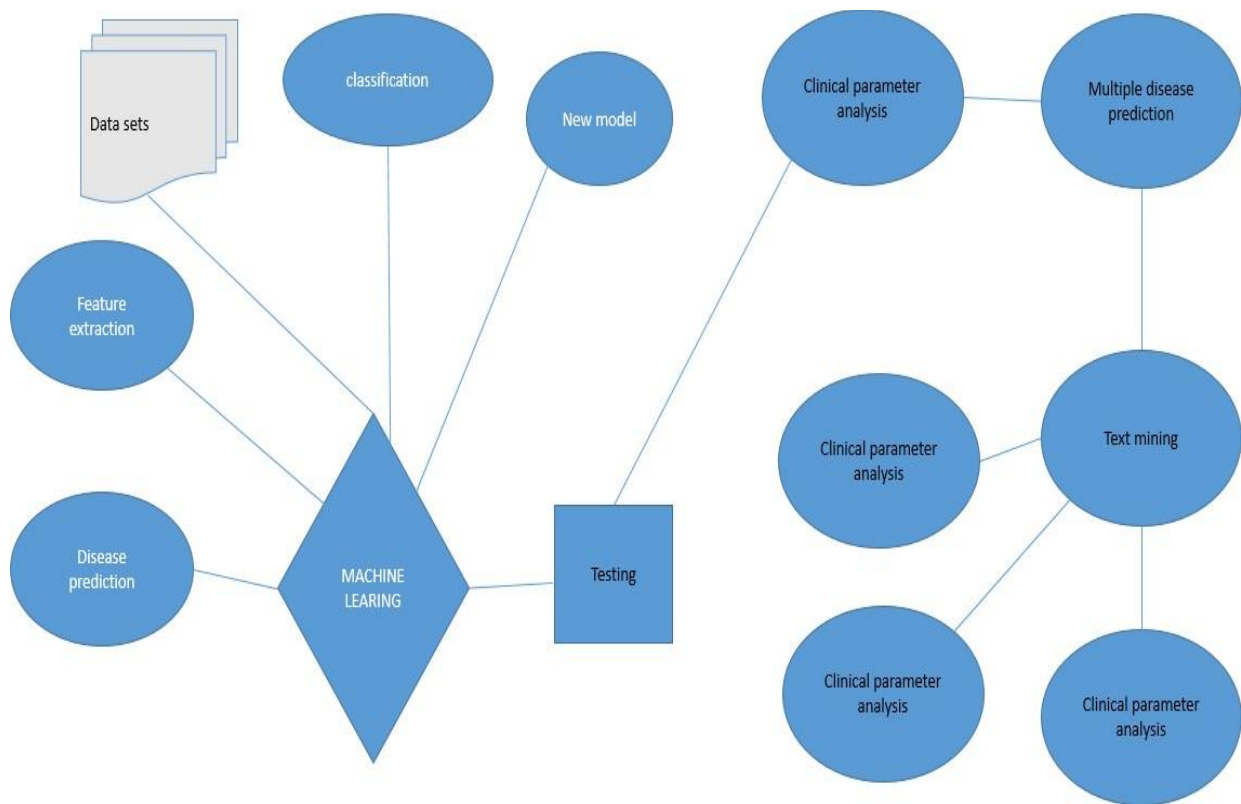 Data sets
classification
New model
Clinical parameter
analysis
Multiple disease
prediction
Feature
extraction
Clinical parameter
analysis
Text mining
Disease
prediction
MACHINE
LEARING
Testing
Clinical parameter
analysis
Clinical parameter
analysis